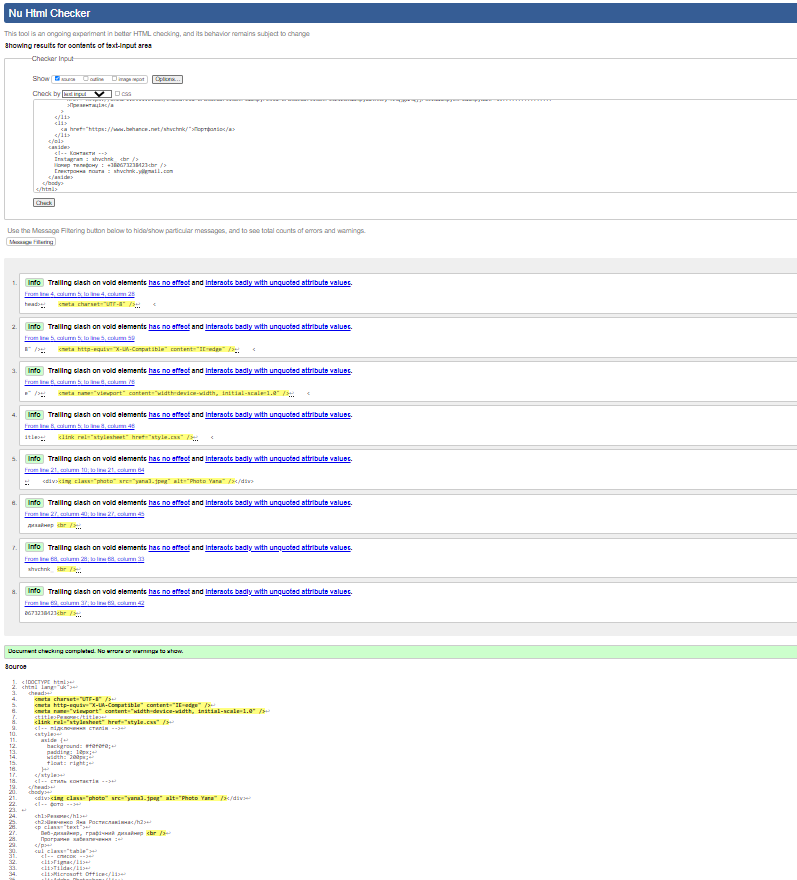 Nu Html Checker
This tool is an ongoing experiment in better HTML checking, and its behavior remains subject to change
Showing results for contents of text-input area
Checker Input
Show source outline image report Options...
Check by text input CSS
>Презентація</a
>
</li>
<li>
<a href="https://www.behance.net/shvchnk/">Портфоліо</a>
</li>
</ol>
<aside>
<!-- Контакти -->
Instagram : shvchnk_ <br />
Номер телефону : +380673238423<br />
Електронна пошта : shvchnk.y@gmail.com
</aside>
</body>
</html>
Check
Use the Message Filtering button below to hide/show particular messages, and to see total counts of errors and warnings.
Message Filtering
1. Info Trailing slash on void elements has no effect and interacts badly with unquoted attribute values.
From line 4, column 5; to line 4, column 28
head>↩ <meta charset="UTF-8" />↩ <
2. Info Trailing slash on void elements has no effect and interacts badly with unquoted attribute values.
From line 5, column 5; to line 5, column 59
8" />↩ <meta http-equiv="X-UA-Compatible" content="IE=edge" />↩ <
3. Info Trailing slash on void elements has no effect and interacts badly with unquoted attribute values.
From line 6, column 5; to line 6, column 76
e" />↩ <meta name="viewport" content="width=device-width, initial-scale=1.0" />↩ <
4. Info Trailing slash on void elements has no effect and interacts badly with unquoted attribute values.
From line 8, column 5; to line 8, column 48
itle>↩ <link rel="stylesheet" href="style.css" />↩ <
5. Info Trailing slash on void elements has no effect and interacts badly with unquoted attribute values.
From line 21, column 10; to line 21, column 64
↩ <div><img class="photo" src="yana3.jpeg" alt="Photo Yana" /></div>
6. Info Trailing slash on void elements has no effect and interacts badly with unquoted attribute values.
From line 27, column 40; to line 27, column 45
дизайнер <br />↩
7. Info Trailing slash on void elements has no effect and interacts badly with unquoted attribute values.
From line 68, column 28; to line 68, column 33
shvchnk_ <br />↩
8. Info Trailing slash on void elements has no effect and interacts badly with unquoted attribute values.
From line 69, column 37; to line 69, column 42
0673238423<br />↩
Document checking completed. No errors or warnings to show.
Source
1. <!DOCTYPE html>↩
2. <html lang="uk">↩
3. <head>↩
4. <meta charset="UTF-8" />↩
5. <meta http-equiv="X-UA-Compatible" content="IE=edge" />↩
6. <meta name="viewport" content="width=device-width, initial-scale=1.0" />↩
7. <title>Резюме</title>↩
8. <link rel="stylesheet" href="style.css" />↩
9. <!-- підключення стилів -->↩
10. <style>↩
11. aside {↩
12. background: #f0f0f0;↩
13. padding: 10px;↩
14. width: 200px;↩
15. float: right;↩
16. }↩
17. </style>↩
18. <!-- стиль контактів -->↩
19. </head>↩
20. <body>↩
21. <div><img class="photo" src="yana3.jpeg" alt="Photo Yana" /></div>↩
22. <!-- фото -->↩
23. ↩
24. <h1>Резюме</h1>↩
25. <h2>Шевченко Яна Ростиславівна</h2>↩
26. <p class="text">↩
27. Веб-дизайнер, графічний дизайнер <br />↩
28. Програмне забезпечення :↩
29. </p>↩
30. <ul class="table">↩
31. <!-- список -->↩
32. <li>Figma</li>↩
33. <li>Tilda</li>↩
34. <li>Microsoft Office</li>↩